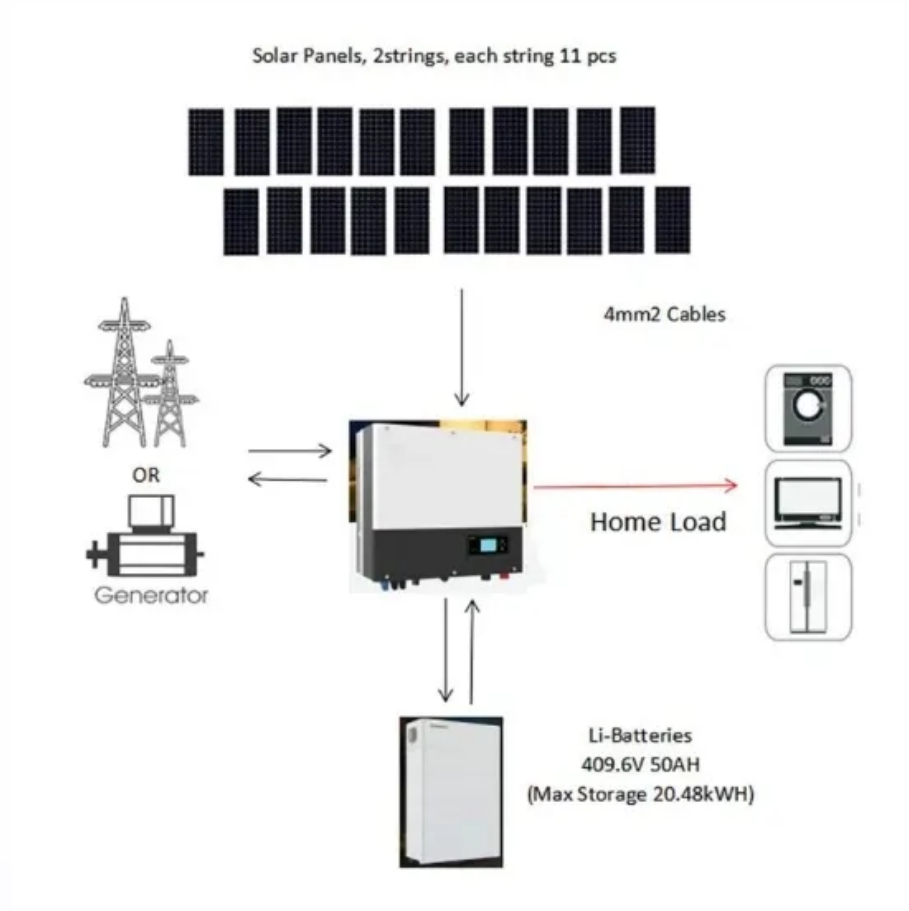 Solar Panels, 2strings, each string 11 pcs
4mm2 Cables
OR
Generator
Home Load
Li-Batteries
409.6V 50AH
(Max Storage 20.48kWH)